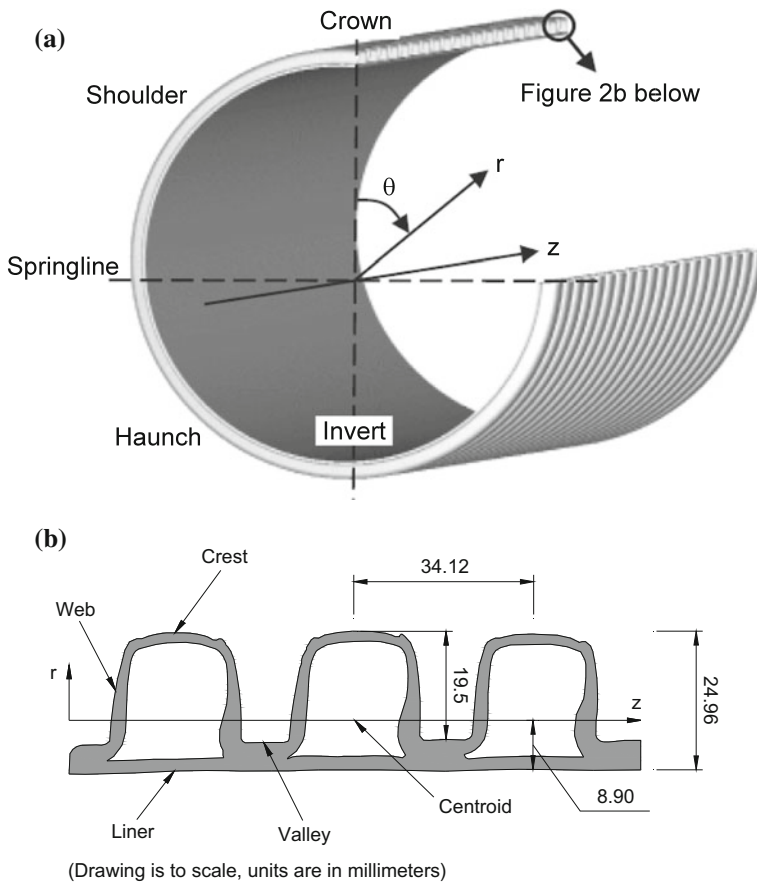 (a)
Crown
Shoulder
Figure 2b below
r
θ
z
Springline
Haunch
Invert
(b)
Crest
34.12
Web
r
19.5
z
24.96
8.90
Liner
Valley
Centroid
(Drawing is to scale, units are in millimeters)